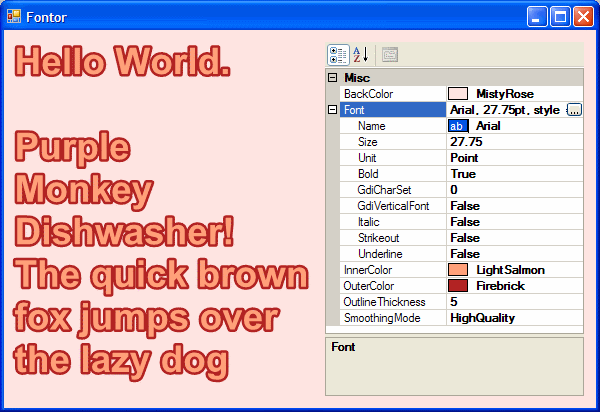 Fontor
Hello World.
Purple
Monkey
Dishwasher!
The quick brown
fox jumps over
the lazy dog
A
Z
Misc
BackColor MistyRose
Font Arial, 27.75pt, style ...
Name ab Arial
Size 27.75
Unit Point
Bold True
GdiCharSet 0
GdiVerticalFont False
Italic False
Strikeout False
Underline False
InnerColor LightSalmon
OuterColor Firebrick
OutlineThickness 5
SmoothingMode HighQuality
Font